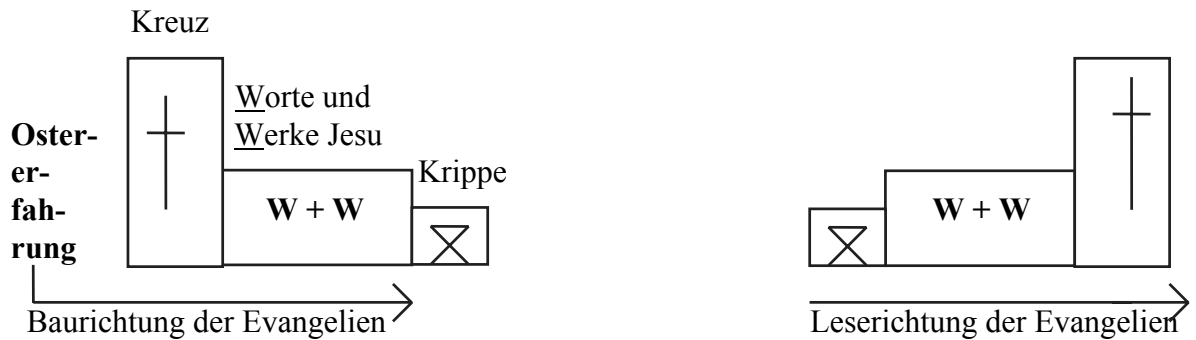 Kreuz
Worte und
Werke Jesu
Oster-
er-
fah-
rung
Krippe
W + W
Baurichtung der Evangelien
W + W
Leserichtung der Evangelien